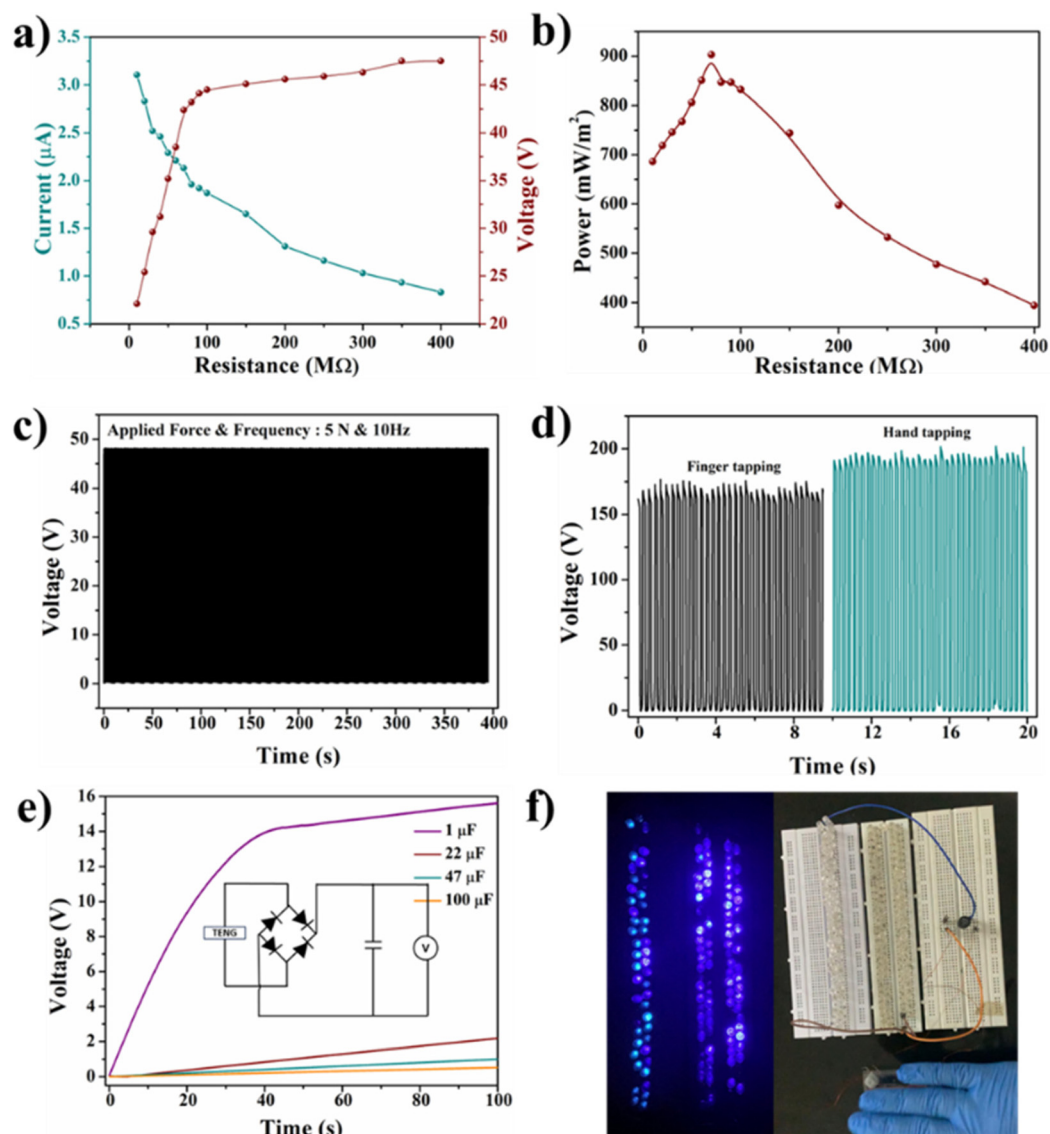 a)
3.5
3.0
2.5
2.0
1.5
1.0
0.5
Current (μA)
50
45
40
35
30
25
20
Voltage (V)
0 100 200 300 400
Resistance (MΩ)
b)
900
800
700
600
500
400
Power (mW/m²)
0 100 200 300 400
Resistance (MΩ)
c)
Applied Force & Frequency : 5 N & 10Hz
50
40
30
20
10
0
Voltage (V)
0 50 100 150 200 250 300 350 400
Time (s)
d)
Hand tapping
Finger tapping
200
150
100
50
0
Voltage (V)
0 4 8 12 16 20
Time (s)
e)
16
14
12
10
8
6
4
2
0
Voltage (V)
1 μF
22 μF
47 μF
100 μF
TENG
V
0 20 40 60 80 100
Time (s)
f)